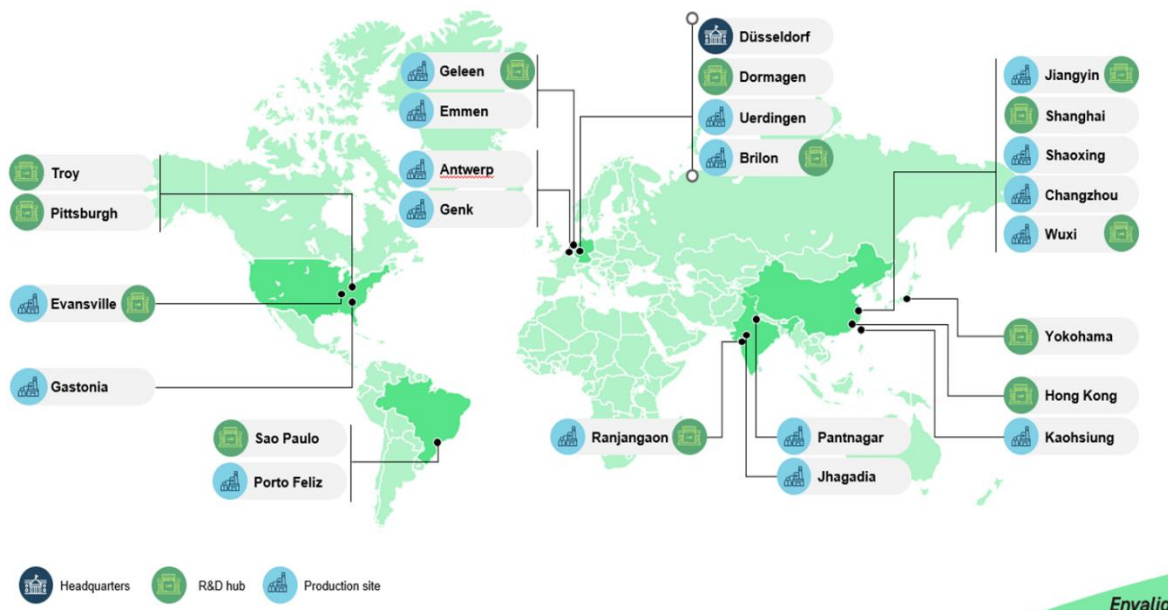 Geleen
Emmen
Antwerp
Genk
Düsseldorf
Dormagen
Uerdingen
Brilon
Jiangyin
Shanghai
Shaoxing
Changzhou
Wuxi
Troy
Pittsburgh
Evansville
Gastonia
Sao Paulo
Porto Feliz
Ranjangaon
Pantnagar
Jhagadia
Yokohama
Hong Kong
Kaohsiung
Headquarters
R&D hub
Production site